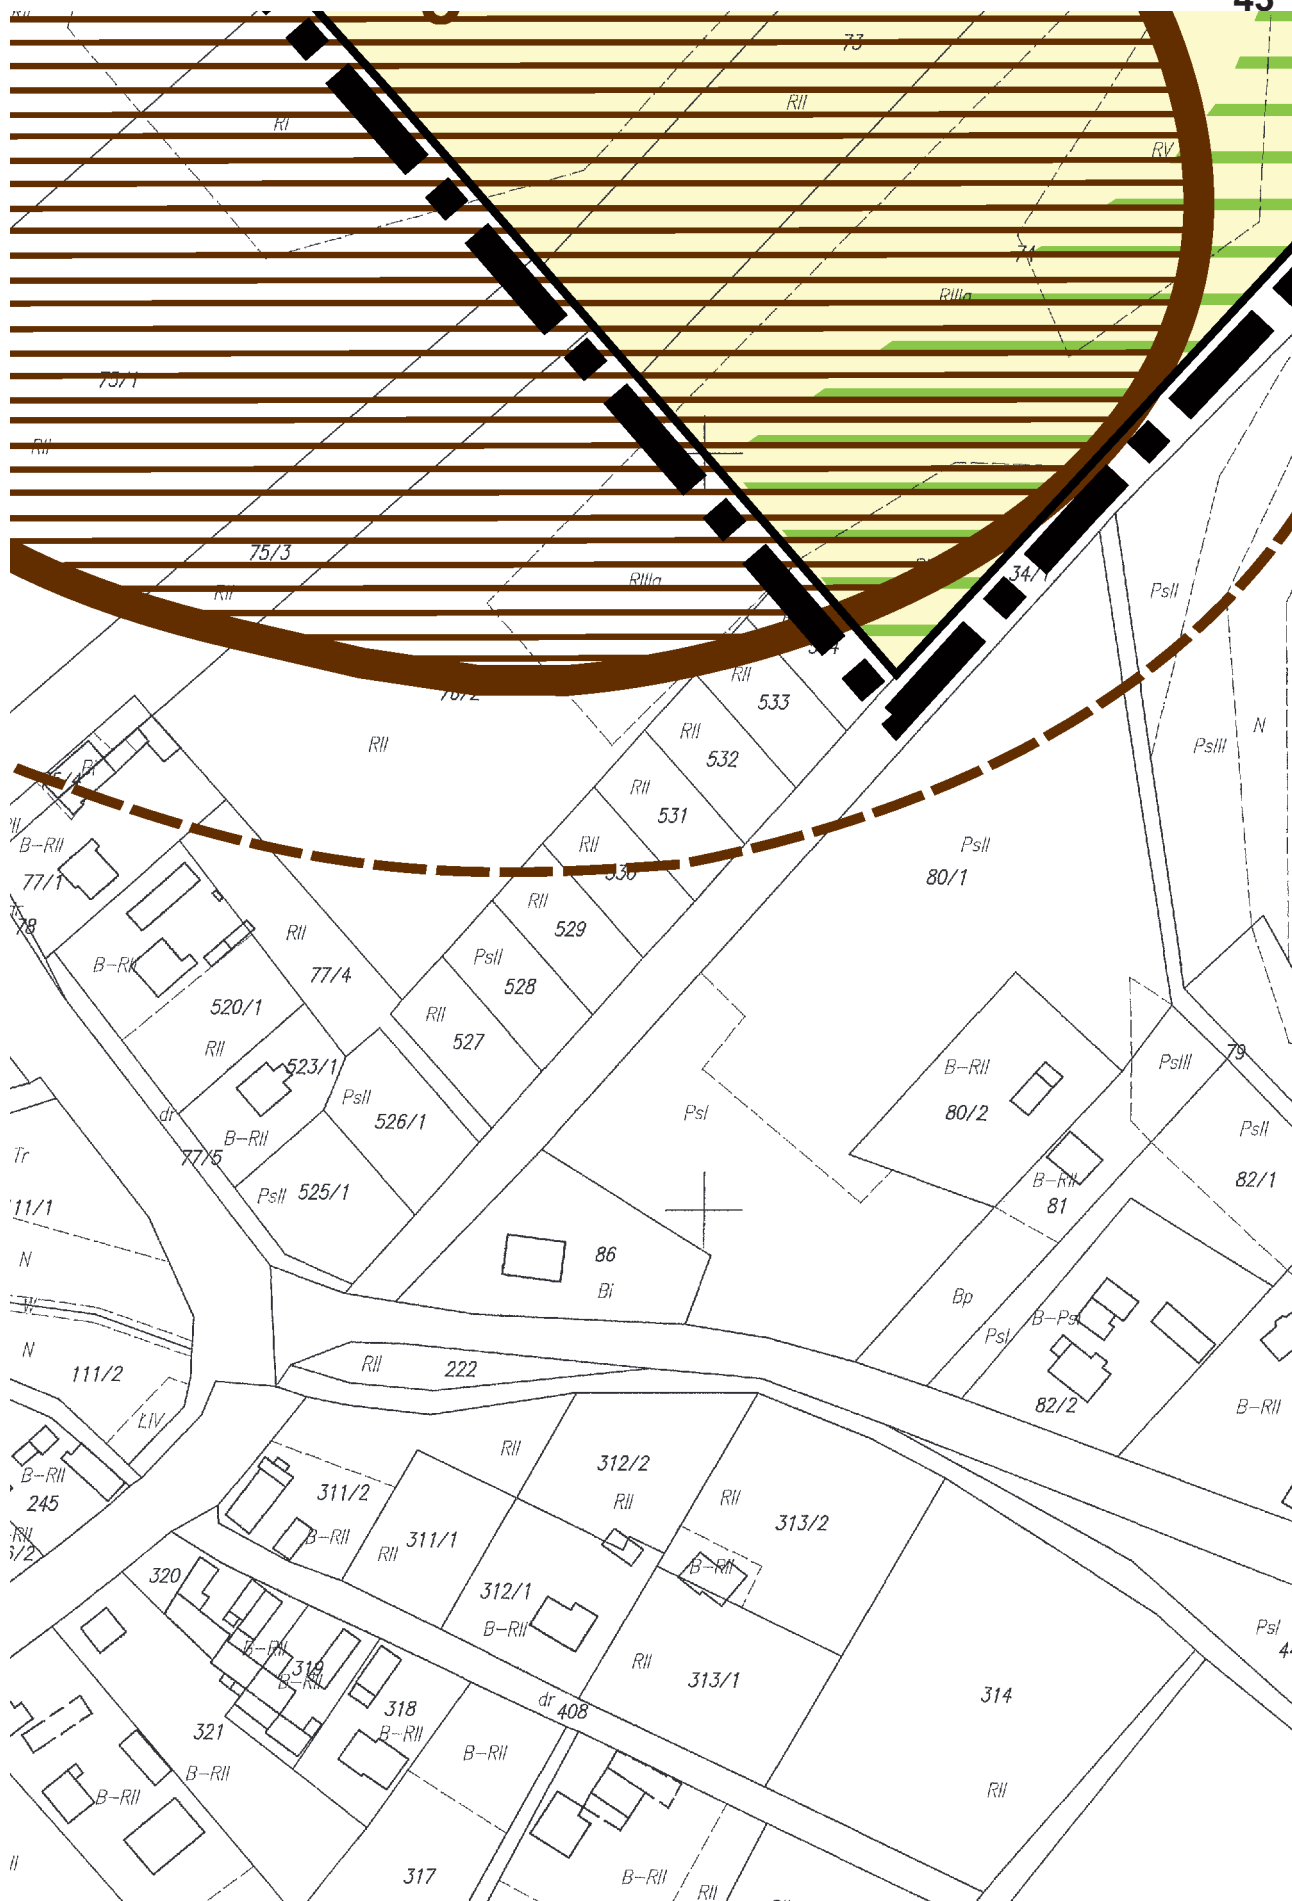 73
RII
RI
RV
74
RIIIa
75/1
RII
75/3
RII
RIIIa
34/1
PsII
RII
533
RII
RII
532
PsIII
N
RII
531
RII
B-RII
77/1
PsII
80/1
RII
529
78
RII
B-RII
77/4
PsII
528
520/1
RII
RII
527
523/1
PsII
526/1
B-RII
80/2
PsIII
79
dr
B-RII
77/5
PsI
PsII
82/1
Tr
PsII
525/1
B-RII
81
11/1
N
86
BI
W
Bp
PsI
B-PsI
N
111/2
RII
222
82/2
B-RII
ŁIV
RII
312/2
B-RII
245
311/2
RII
RII
313/2
B-RII
RII
311/1
B-RII
320
312/1
B-RII
PsI
B-RII
319
B-RII
RII
313/1
314
318
B-RII
dr
408
321
B-RII
B-RII
B-RII
RII
317
B-RII
RII